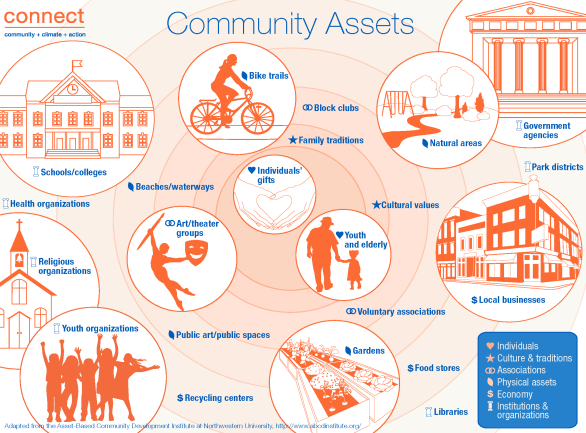 connect
community + climate + action
Community Assets
Bike trails
Block clubs
Family traditions
Natural areas
Government
agencies
Schools/colleges
Individuals'
gifts
Park districts
Beaches/waterways
Health organizations
Cultural values
Art/theater
groups
Youth
and elderly
Religious
organizations
$ Local businesses
Voluntary associations
Youth organizations
Public art/public spaces
Gardens
$ Food stores
$ Recycling centers
Libraries
Individuals
Culture & traditions
Associations
Physical assets
$ Economy
Institutions &
organizations
Adapted from the Asset-Based Community Development Institute at Northwestern University, http://www.abcdinstitute.org/